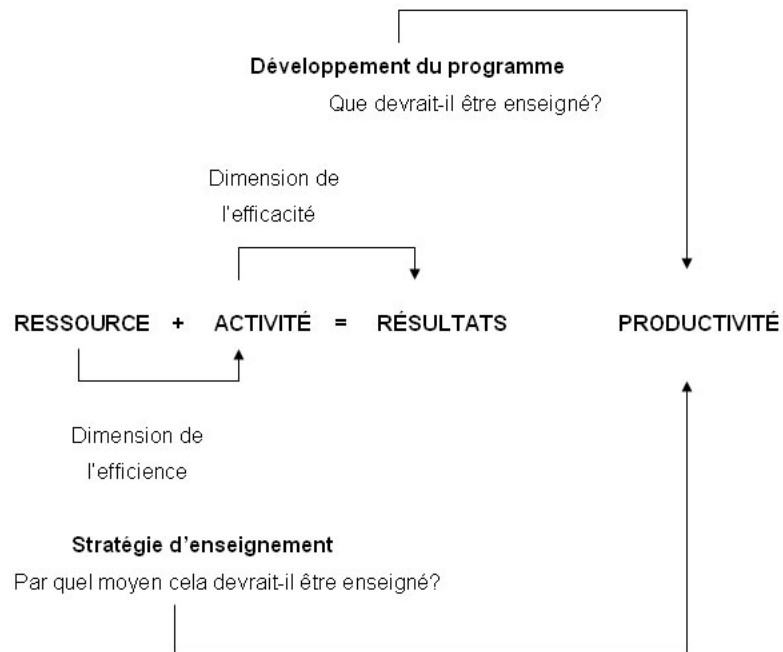 Développement du programme
Que devrait-il être enseigné?
Dimension de
l'efficacité
RESSOURCE + ACTIVITÉ = RÉSULTATS PRODUCTIVITÉ
Dimension de
l'efficience
Stratégie d'enseignement
Par quel moyen cela devrait-il être enseigné?